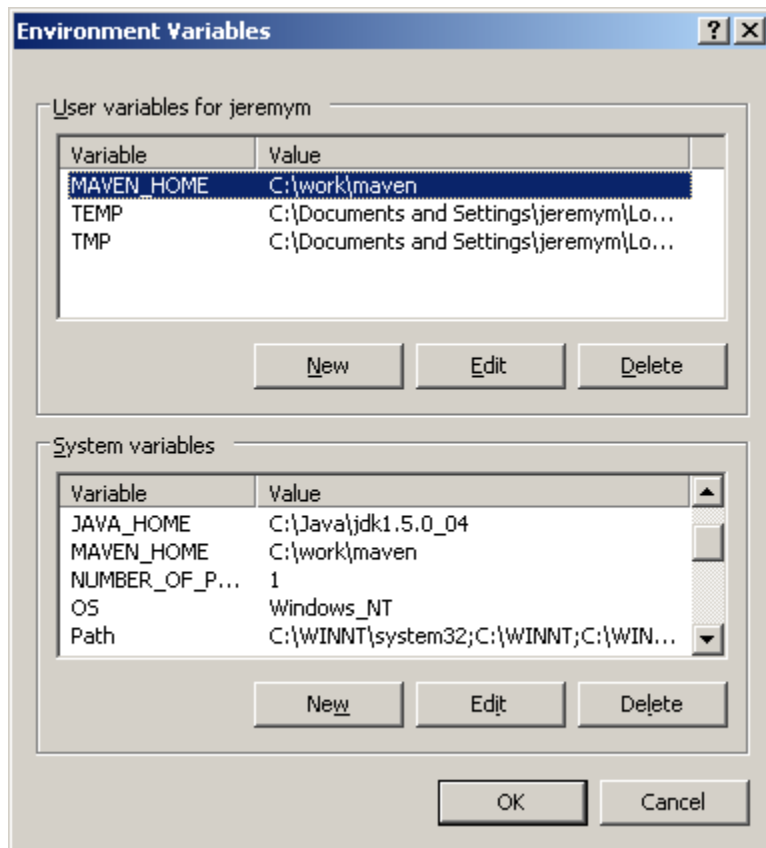 Environment Variables
User variables for jeremym
Variable Value
MAVEN_HOME C:\work\maven
TEMP C:\Documents and Settings\jeremym\Lo...
TMP C:\Documents and Settings\jeremym\Lo...
New Edit Delete
System variables
Variable Value
JAVA_HOME C:\Java\jdk1.5.0_04
MAVEN_HOME C:\work\maven
NUMBER_OF_P... 1
OS Windows_NT
Path C:\WINNT\system32;C:\WINNT;C:\WIN...
New Edit Delete
OK Cancel